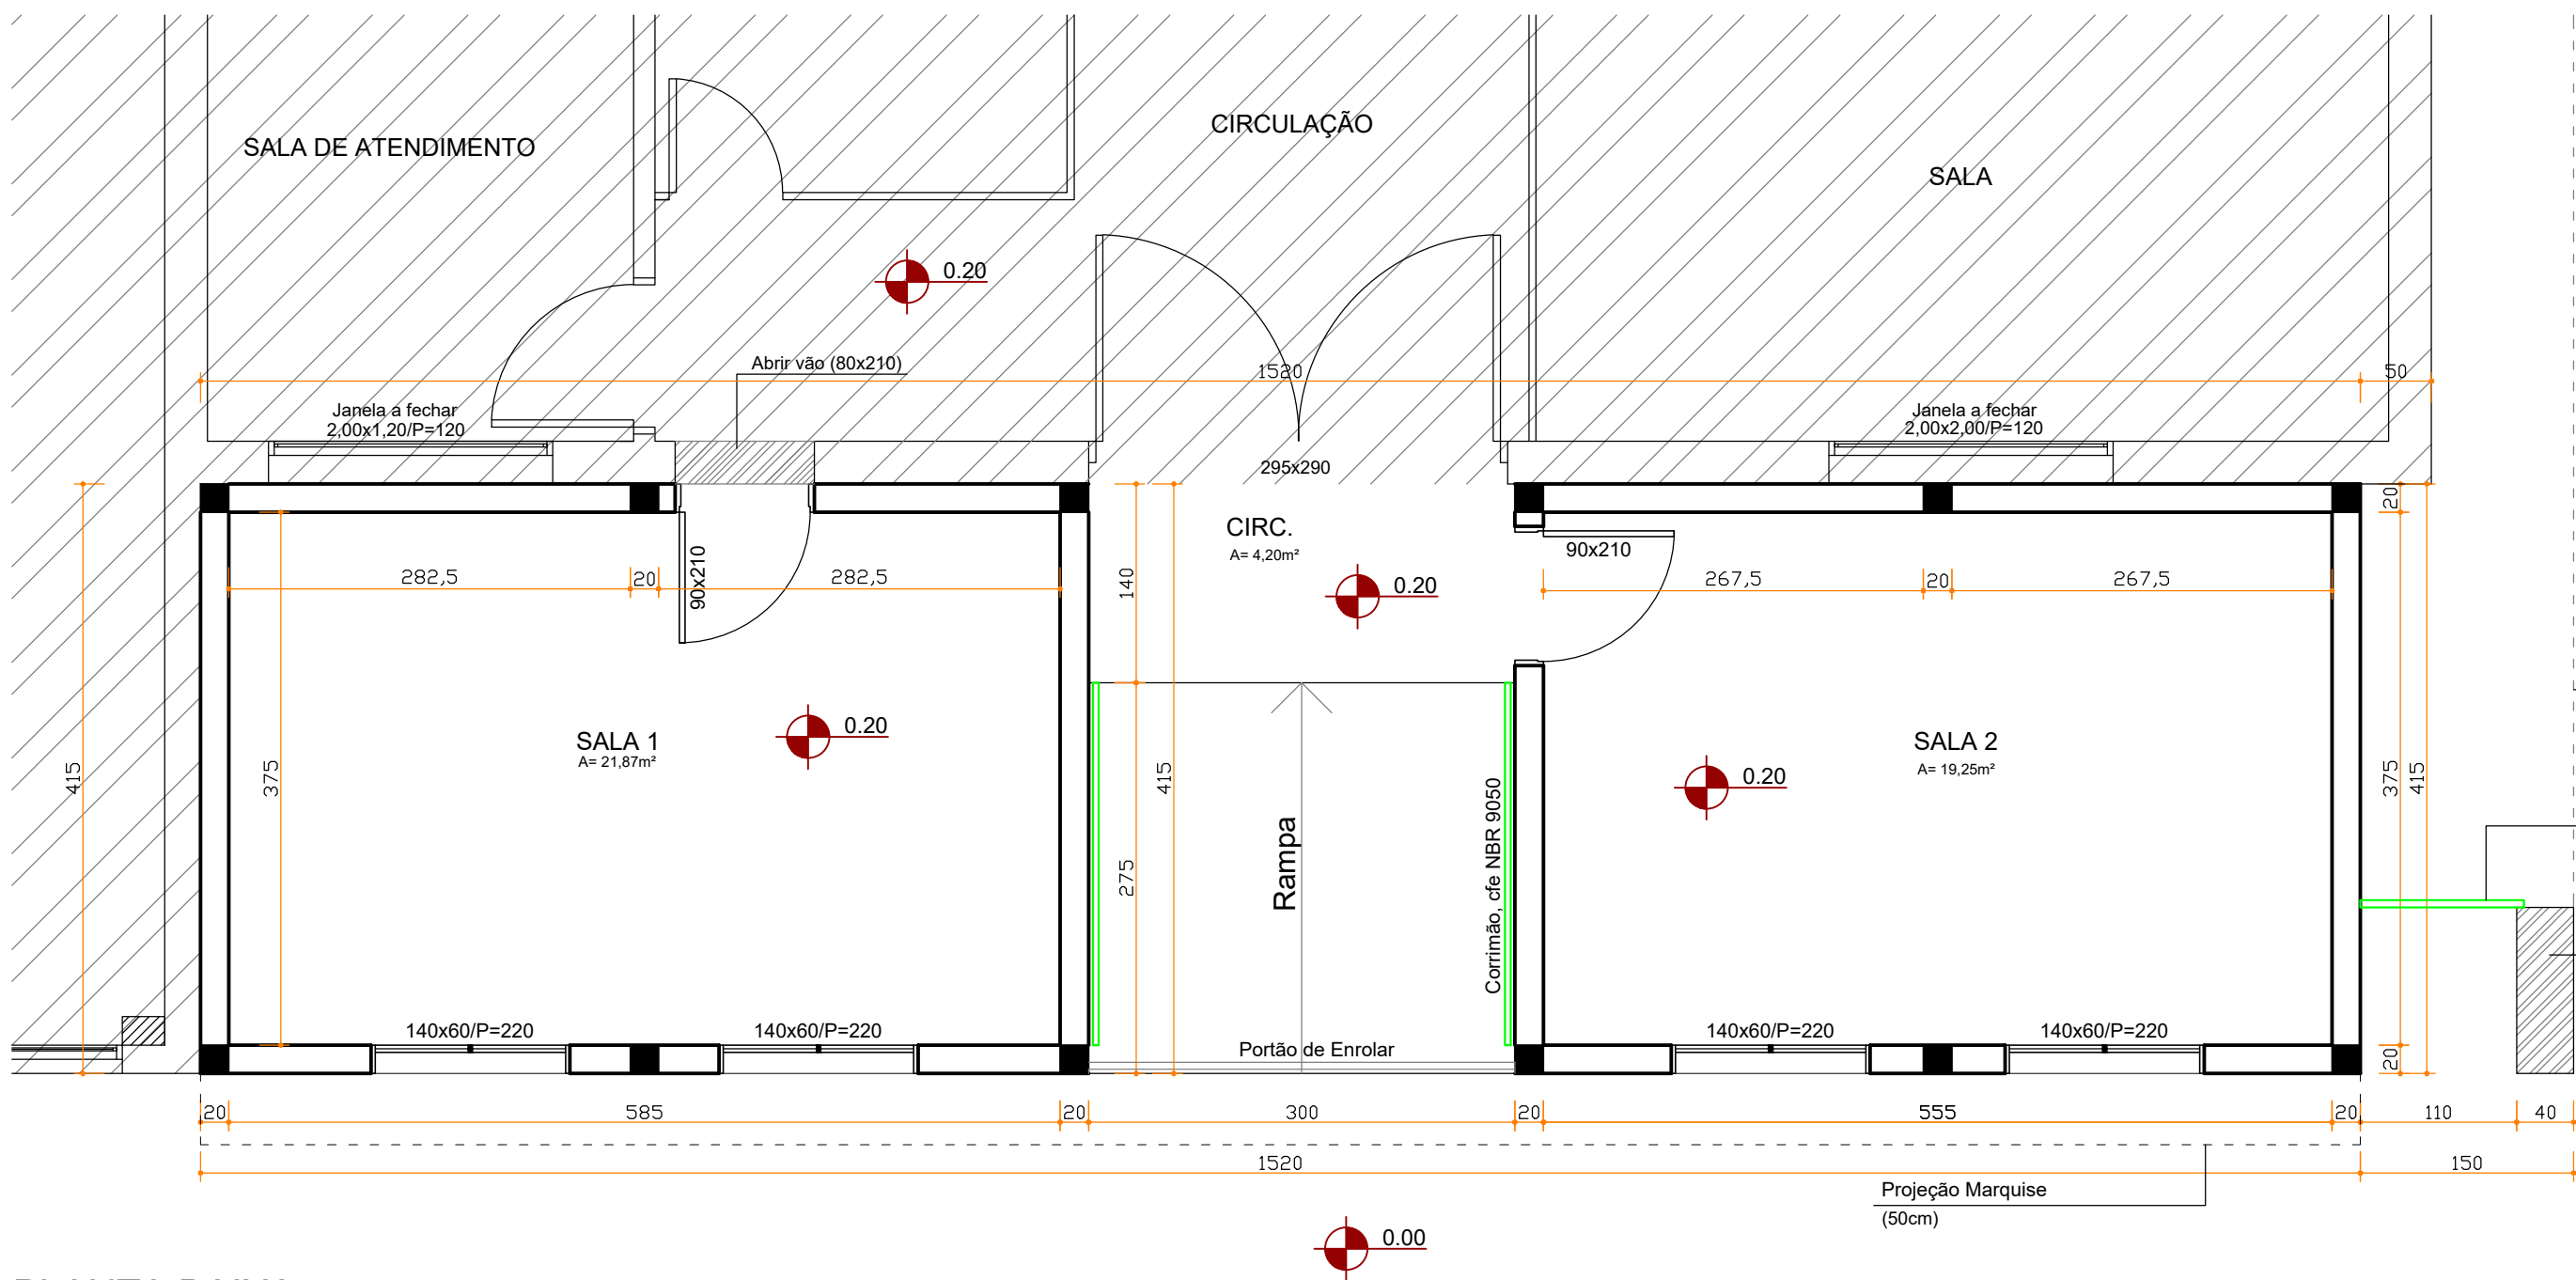 CIRCULAÇÃO
SALA DE ATENDIMENTO
SALA
0.20
Abrir vão (80x210)
1520
50
Janela a fechar
2,00x1,20/P=120
Janela a fechar
2,00x2,00/P=120
295x290
20
CIRC.
A= 4,20m²
90x210
90x210
282,5
20
282,5
140
0.20
267,5
20
267,5
SALA 1
A= 21,87m²
0.20
SALA 2
A= 19,25m²
0.20
415
375
415
275
Rampa
Corrimão, cfe NBR 9050
375
415
140x60/P=220
140x60/P=220
Portão de Enrolar
140x60/P=220
140x60/P=220
20
20
585
20
300
20
555
20
110
40
1520
150
Projeção Marquise
(50cm)
0.00